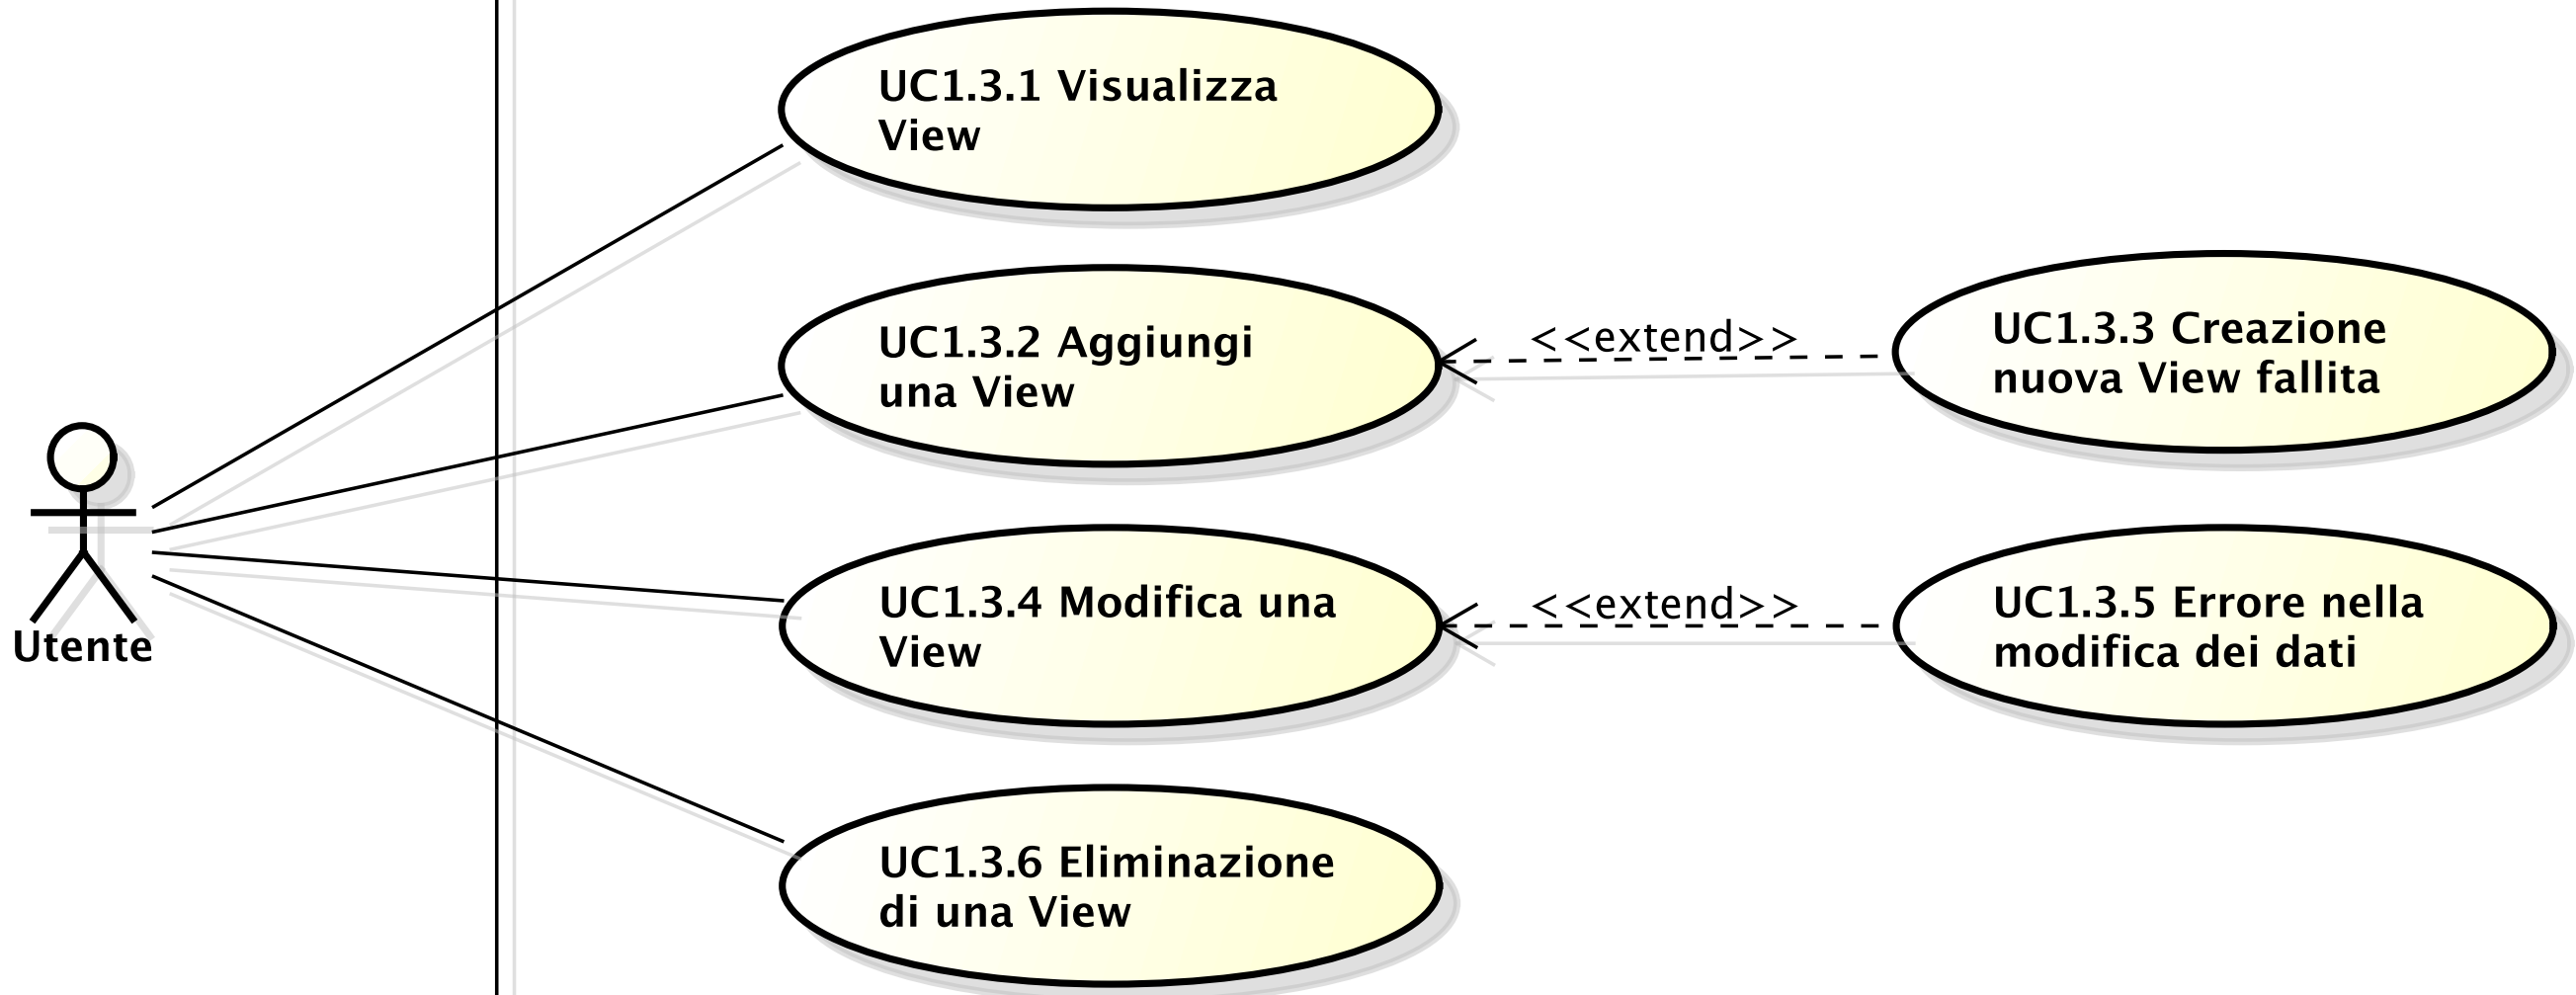 UC1.3.1 Visualizza
View
UC1.3.2 Aggiungi
una View
<<extend>>
UC1.3.3 Creazione
nuova View fallita
Utente
UC1.3.4 Modifica una
View
<<extend>>
UC1.3.5 Errore nella
modifica dei dati
UC1.3.6 Eliminazione
di una View